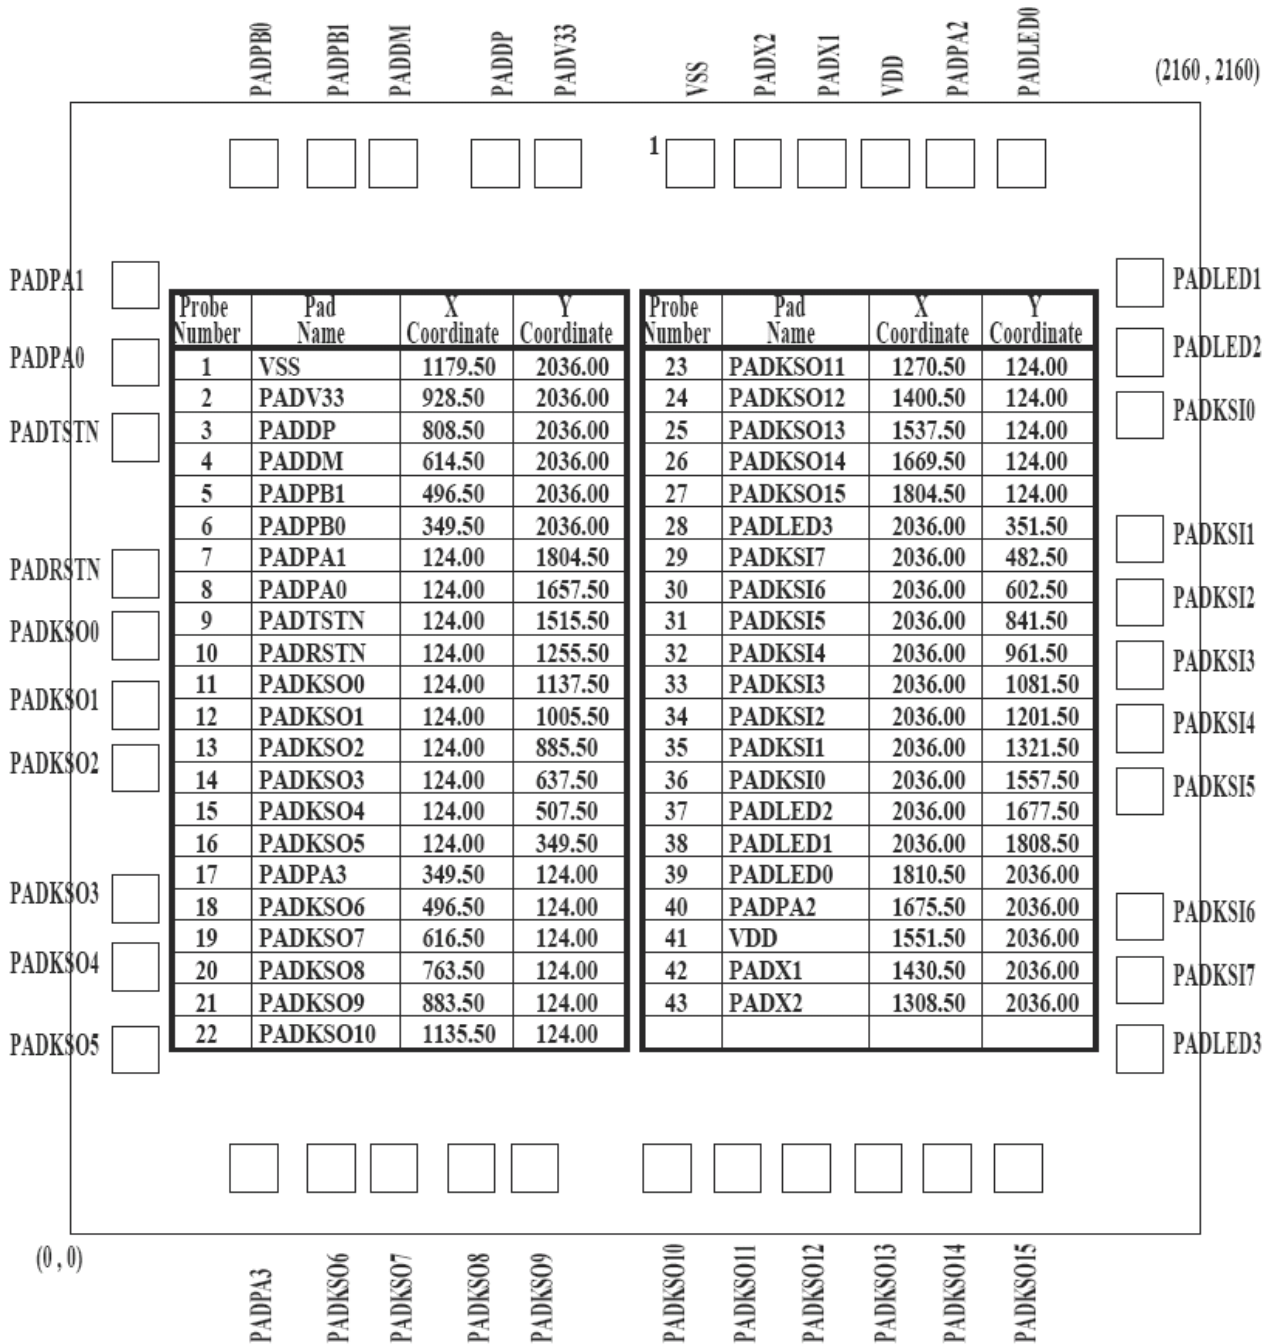 PADPB0 PADPB1 PADDM PADDP PADV33 VSS PADX2 PADX1 VDD PADPA2 PADLED0
(2160 , 2160)
1
PADPA1
PADPA0
PADTSTN
PADRSTN
PADKSO0
PADKSO1
PADKSO2
PADKSO3
PADKSO4
PADKSO5
Probe Number Pad Name X Coordinate Y Coordinate
1 VSS 1179.50 2036.00
2 PADV33 928.50 2036.00
3 PADDP 808.50 2036.00
4 PADDM 614.50 2036.00
5 PADPB1 496.50 2036.00
6 PADPB0 349.50 2036.00
7 PADPA1 124.00 1804.50
8 PADPA0 124.00 1657.50
9 PADTSTN 124.00 1515.50
10 PADRSTN 124.00 1255.50
11 PADKSO0 124.00 1137.50
12 PADKSO1 124.00 1005.50
13 PADKSO2 124.00 885.50
14 PADKSO3 124.00 637.50
15 PADKSO4 124.00 507.50
16 PADKSO5 124.00 349.50
17 PADPA3 349.50 124.00
18 PADKSO6 496.50 124.00
19 PADKSO7 616.50 124.00
20 PADKSO8 763.50 124.00
21 PADKSO9 883.50 124.00
22 PADKSO10 1135.50 124.00
Probe Number Pad Name X Coordinate Y Coordinate
23 PADKSO11 1270.50 124.00
24 PADKSO12 1400.50 124.00
25 PADKSO13 1537.50 124.00
26 PADKSO14 1669.50 124.00
27 PADKSO15 1804.50 124.00
28 PADLED3 2036.00 351.50
29 PADKSI7 2036.00 482.50
30 PADKSI6 2036.00 602.50
31 PADKSI5 2036.00 841.50
32 PADKSI4 2036.00 961.50
33 PADKSI3 2036.00 1081.50
34 PADKSI2 2036.00 1201.50
35 PADKSI1 2036.00 1321.50
36 PADKSI0 2036.00 1557.50
37 PADLED2 2036.00 1677.50
38 PADLED1 2036.00 1808.50
39 PADLED0 1810.50 2036.00
40 PADPA2 1675.50 2036.00
41 VDD 1551.50 2036.00
42 PADX1 1430.50 2036.00
43 PADX2 1308.50 2036.00
PADLED1
PADLED2
PADKSI0
PADKSI1
PADKSI2
PADKSI3
PADKSI4
PADKSI5
PADKSI6
PADKSI7
PADLED3
(0 , 0)
PADPA3 PADKSO6 PADKSO7 PADKSO8 PADKSO9 PADKSO10 PADKSO11 PADKSO12 PADKSO13 PADKSO14 PADKSO15